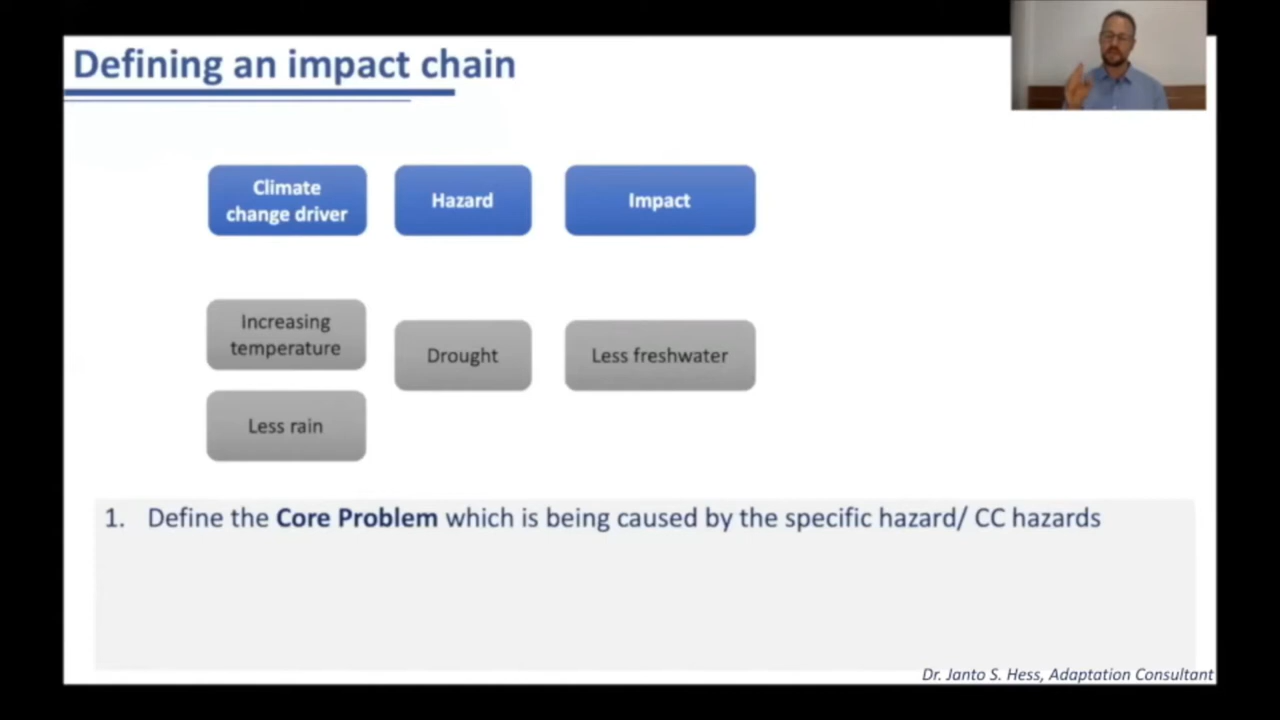 Defining an impact chain
Climate
change driver
Hazard
Impact
Increasing
temperature
Drought
Less freshwater
Less rain
1. Define the Core Problem which is being caused by the specific hazard/ CC hazards
Dr. Janto S. Hess, Adaptation Consultant